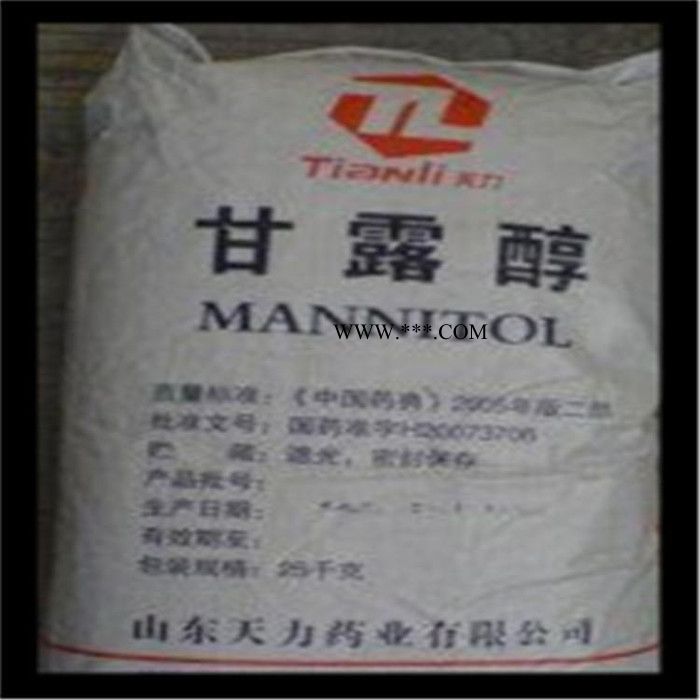 TL
Tianli 天力
甘露醇
MANNITOL
WWW.***.COM
质量标准：《中国药典》2005年版二部
批准文号：国药准字H20073706
贮 藏：遮光，密封保存
产品批号：
生产日期：
有效期至：
包装规格：25千克
山东天力药业有限公司